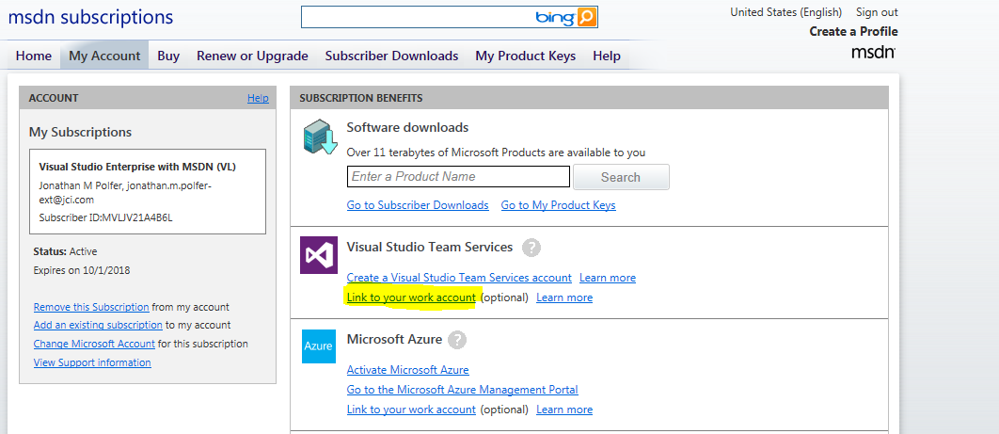 msdn subscriptions
bing
United States (English) Sign out
Create a Profile
msdn
Home My Account Buy Renew or Upgrade Subscriber Downloads My Product Keys Help
ACCOUNT Help
My Subscriptions
Visual Studio Enterprise with MSDN (VL)
Jonathan M Polfer, jonathan.m.polfer-
ext@jci.com
Subscriber ID:MVLJV21A4B6L
Status: Active
Expires on 10/1/2018
Remove this Subscription from my account
Add an existing subscription to my account
Change Microsoft Account for this subscription
View Support information
SUBSCRIPTION BENEFITS
Software downloads
Over 11 terabytes of Microsoft Products are available to you
Enter a Product Name Search
Go to Subscriber Downloads Go to My Product Keys
Visual Studio Team Services ?
Create a Visual Studio Team Services account Learn more
Link to your work account (optional) Learn more
Azure
Microsoft Azure ?
Activate Microsoft Azure
Go to the Microsoft Azure Management Portal
Link to your work account (optional) Learn more